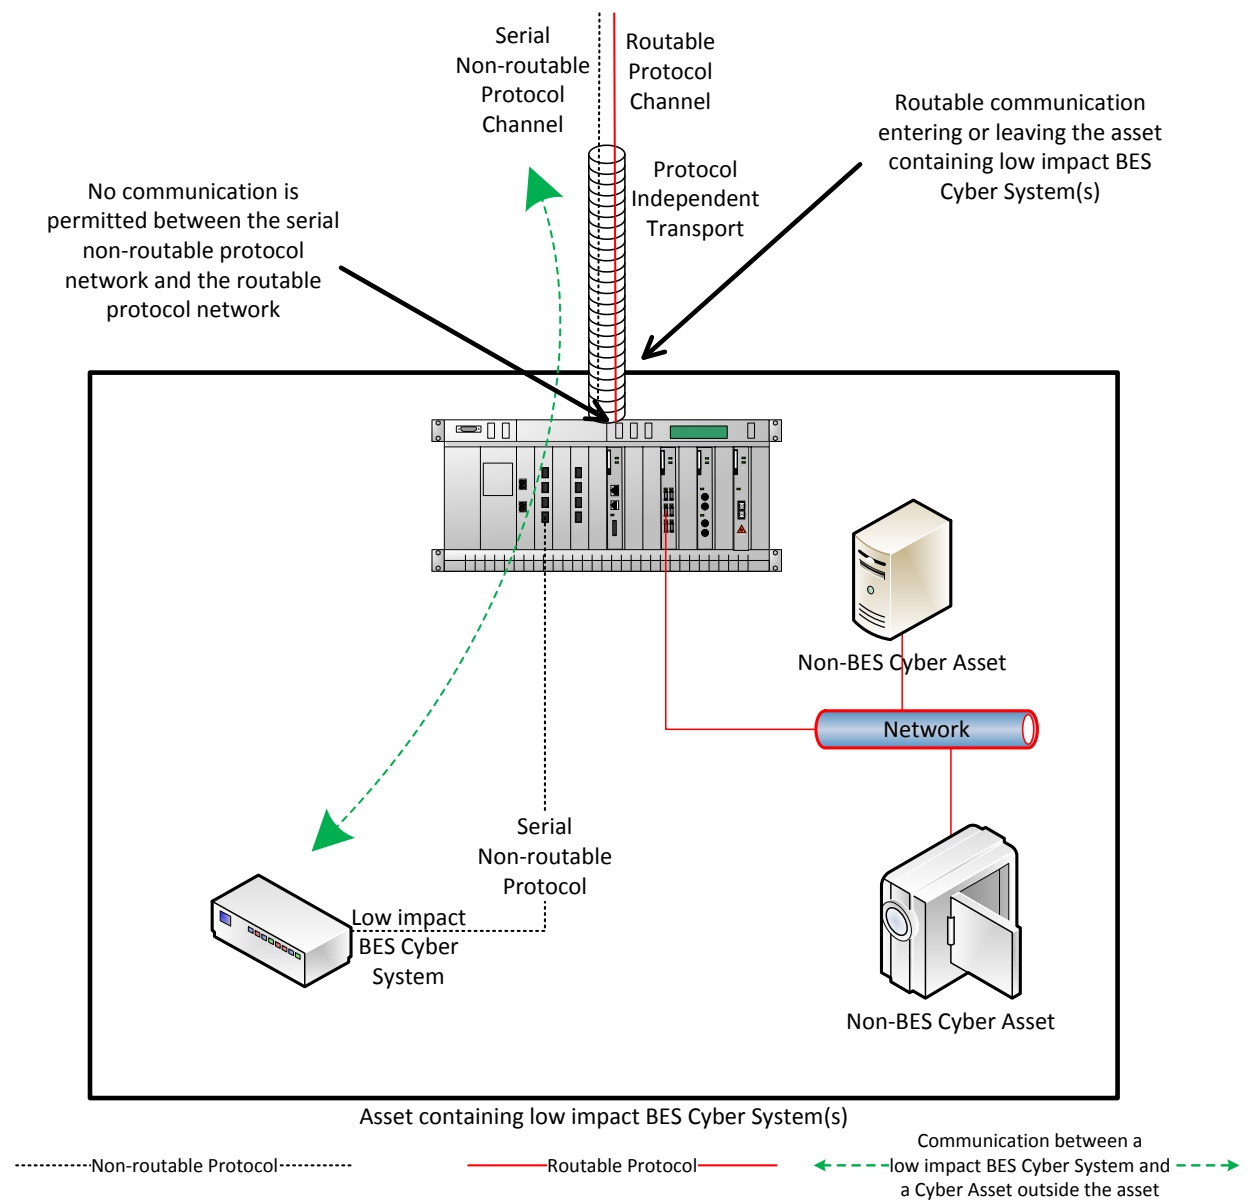 Serial
Non-routable
Protocol
Channel
Routable
Protocol
Channel
Routable communication
entering or leaving the asset
containing low impact BES
Cyber System(s)
Protocol
Independent
Transport
No communication is
permitted between the serial
non-routable protocol
network and the routable
protocol network
Non-BES Cyber Asset
Network
Serial
Non-routable
Protocol
Low impact
BES Cyber
System
Non-BES Cyber Asset
Asset containing low impact BES Cyber System(s)
Non-routable Protocol
Routable Protocol
Communication between a
low impact BES Cyber System and
a Cyber Asset outside the asset